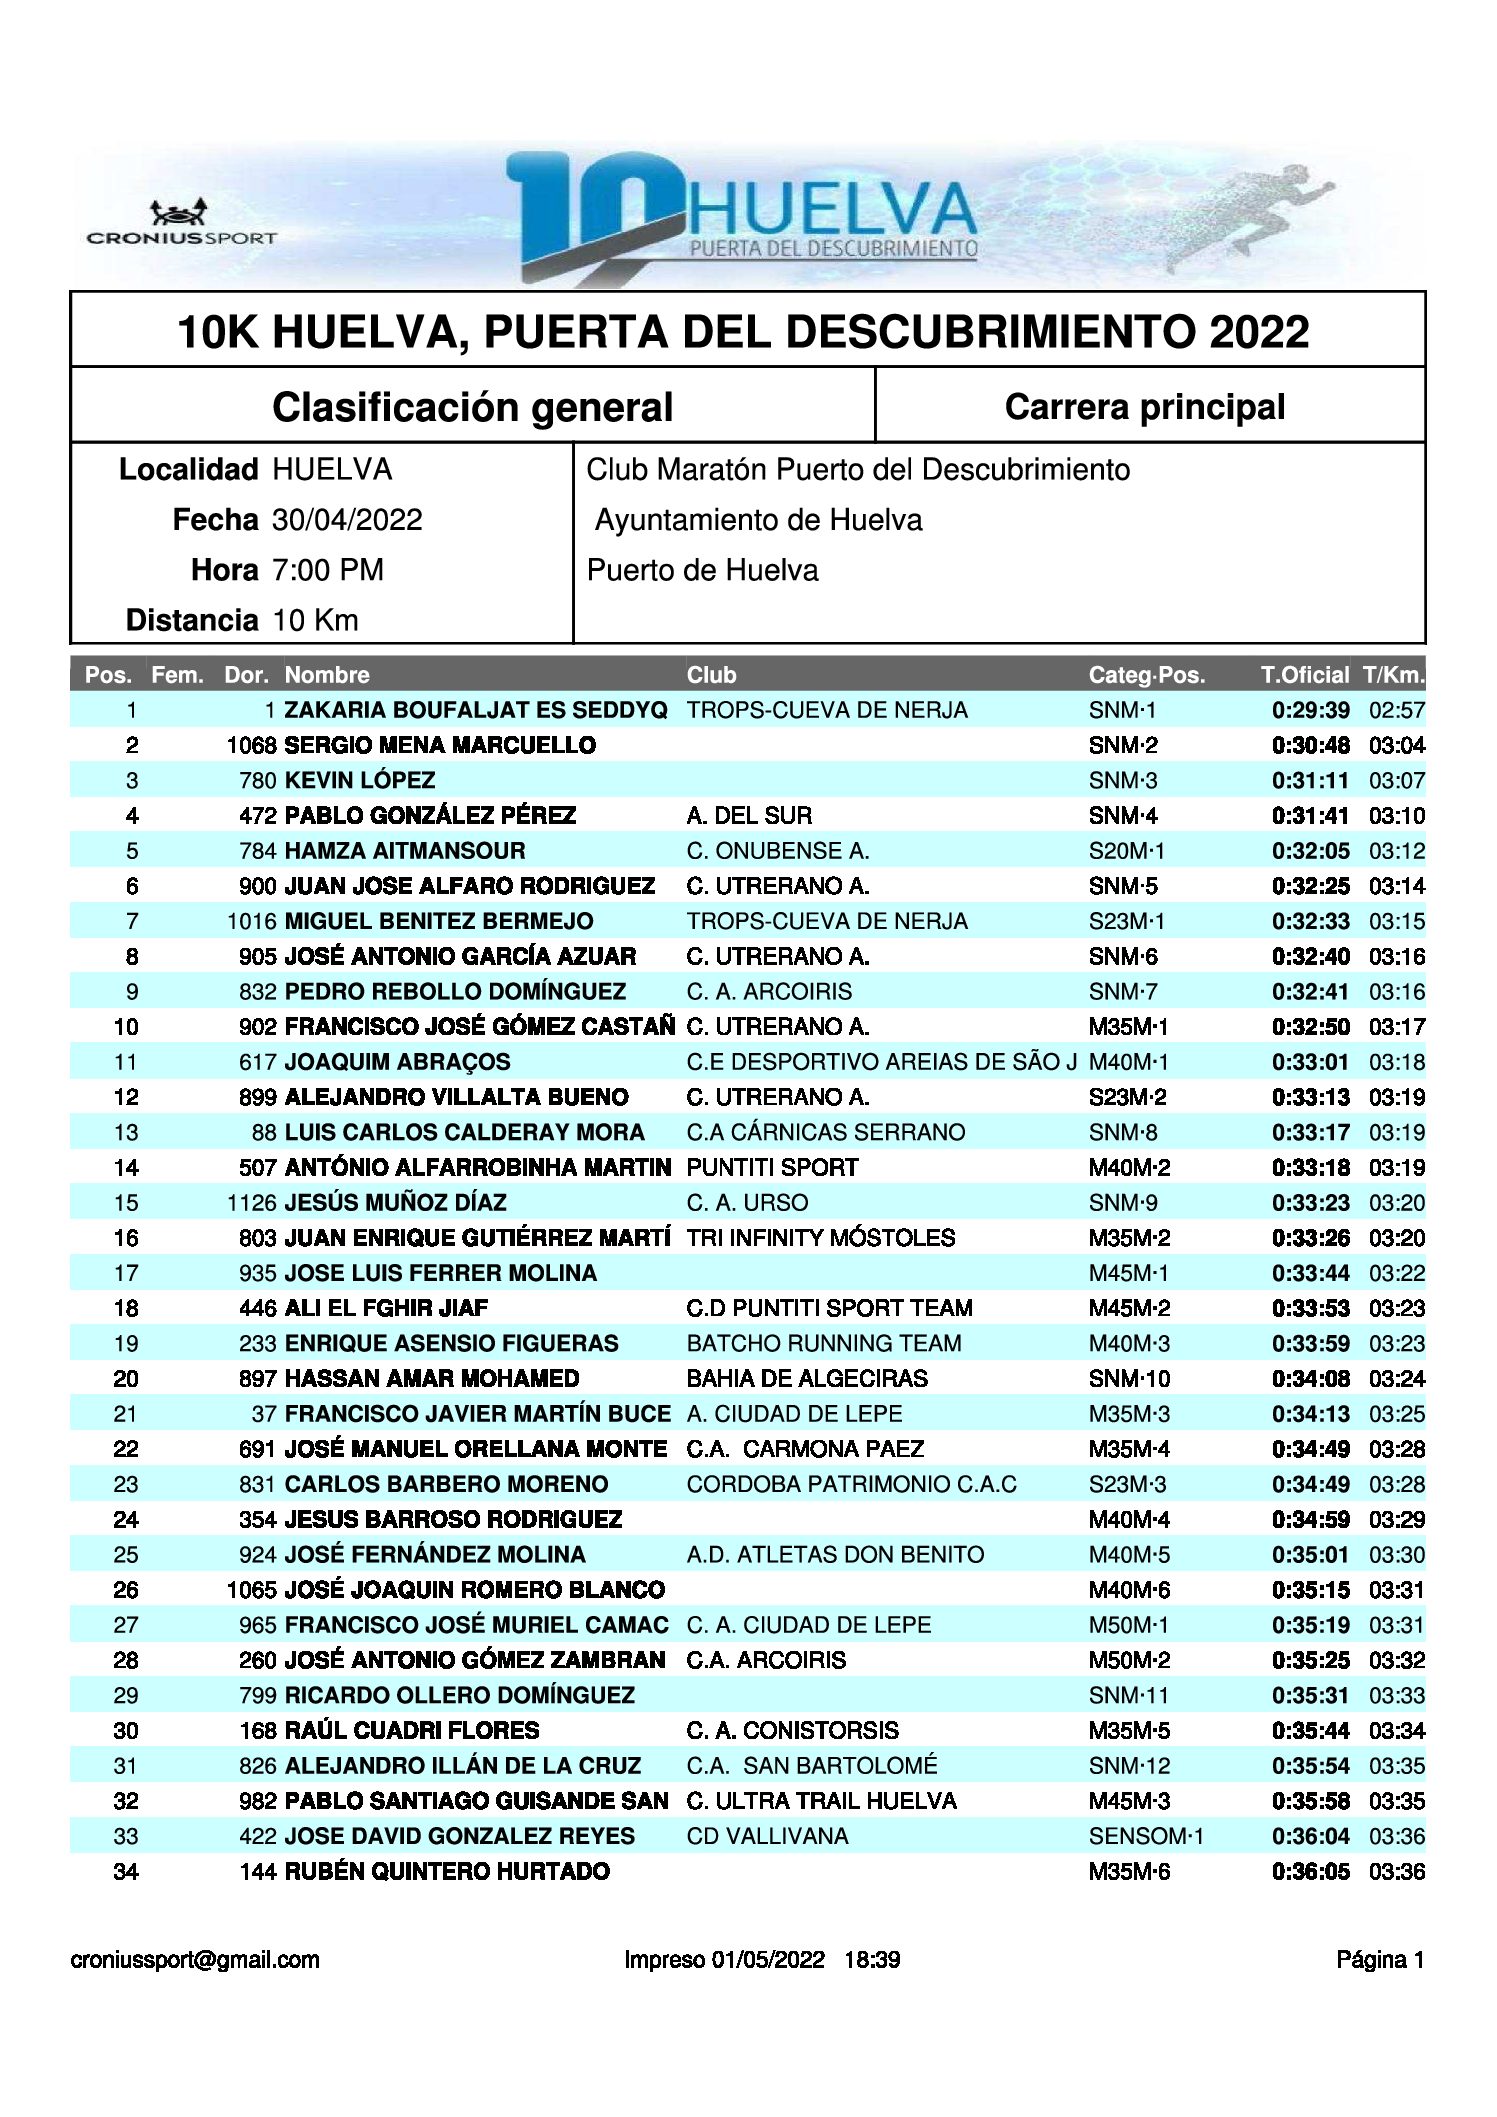 CRONIUSSPORT
10 HUELVA
PUERTA DEL DESCUBRIMIENTO
10K HUELVA, PUERTA DEL DESCUBRIMIENTO 2022
Clasificación general Carrera principal
Localidad HUELVA Club Maratón Puerto del Descubrimiento
Fecha 30/04/2022 Ayuntamiento de Huelva
Hora 7:00 PM Puerto de Huelva
Distancia 10 Km
Pos. Fem. Dor. Nombre Club Categ·Pos. T.Oficial T/Km.
1 1 ZAKARIA BOUFALJAT ES SEDDYQ TROPS-CUEVA DE NERJA SNM·1 0:29:39 02:57
2 1068 SERGIO MENA MARCUELLO SNM·2 0:30:48 03:04
3 780 KEVIN LÓPEZ SNM·3 0:31:11 03:07
4 472 PABLO GONZÁLEZ PÉREZ A. DEL SUR SNM·4 0:31:41 03:10
5 784 HAMZA AITMANSOUR C. ONUBENSE A. S20M·1 0:32:05 03:12
6 900 JUAN JOSE ALFARO RODRIGUEZ C. UTRERANO A. SNM·5 0:32:25 03:14
7 1016 MIGUEL BENITEZ BERMEJO TROPS-CUEVA DE NERJA S23M·1 0:32:33 03:15
8 905 JOSÉ ANTONIO GARCÍA AZUAR C. UTRERANO A. SNM·6 0:32:40 03:16
9 832 PEDRO REBOLLO DOMÍNGUEZ C. A. ARCOIRIS SNM·7 0:32:41 03:16
10 902 FRANCISCO JOSÉ GÓMEZ CASTAÑ C. UTRERANO A. M35M·1 0:32:50 03:17
11 617 JOAQUIM ABRAÇOS C.E DESPORTIVO AREIAS DE SÃO J M40M·1 0:33:01 03:18
12 899 ALEJANDRO VILLALTA BUENO C. UTRERANO A. S23M·2 0:33:13 03:19
13 88 LUIS CARLOS CALDERAY MORA C.A CÁRNICAS SERRANO SNM·8 0:33:17 03:19
14 507 ANTÓNIO ALFARROBINHA MARTIN PUNTITI SPORT M40M·2 0:33:18 03:19
15 1126 JESÚS MUÑOZ DÍAZ C. A. URSO SNM·9 0:33:23 03:20
16 803 JUAN ENRIQUE GUTIÉRREZ MARTÍ TRI INFINITY MÓSTOLES M35M·2 0:33:26 03:20
17 935 JOSE LUIS FERRER MOLINA M45M·1 0:33:44 03:22
18 446 ALI EL FGHIR JIAF C.D PUNTITI SPORT TEAM M45M·2 0:33:53 03:23
19 233 ENRIQUE ASENSIO FIGUERAS BATCHO RUNNING TEAM M40M·3 0:33:59 03:23
20 897 HASSAN AMAR MOHAMED BAHIA DE ALGECIRAS SNM·10 0:34:08 03:24
21 37 FRANCISCO JAVIER MARTÍN BUCE A. CIUDAD DE LEPE M35M·3 0:34:13 03:25
22 691 JOSÉ MANUEL ORELLANA MONTE C.A. CARMONA PAEZ M35M·4 0:34:49 03:28
23 831 CARLOS BARBERO MORENO CORDOBA PATRIMONIO C.A.C S23M·3 0:34:49 03:28
24 354 JESUS BARROSO RODRIGUEZ M40M·4 0:34:59 03:29
25 924 JOSÉ FERNÁNDEZ MOLINA A.D. ATLETAS DON BENITO M40M·5 0:35:01 03:30
26 1065 JOSÉ JOAQUIN ROMERO BLANCO M40M·6 0:35:15 03:31
27 965 FRANCISCO JOSÉ MURIEL CAMAC C. A. CIUDAD DE LEPE M50M·1 0:35:19 03:31
28 260 JOSÉ ANTONIO GÓMEZ ZAMBRAN C.A. ARCOIRIS M50M·2 0:35:25 03:32
29 799 RICARDO OLLERO DOMÍNGUEZ SNM·11 0:35:31 03:33
30 168 RAÚL CUADRI FLORES C. A. CONISTORSIS M35M·5 0:35:44 03:34
31 826 ALEJANDRO ILLÁN DE LA CRUZ C.A. SAN BARTOLOMÉ SNM·12 0:35:54 03:35
32 982 PABLO SANTIAGO GUISANDE SAN C. ULTRA TRAIL HUELVA M45M·3 0:35:58 03:35
33 422 JOSE DAVID GONZALEZ REYES CD VALLIVANA SENSOM·1 0:36:04 03:36
34 144 RUBÉN QUINTERO HURTADO M35M·6 0:36:05 03:36
croniussport@gmail.com Impreso 01/05/2022 18:39 Página 1